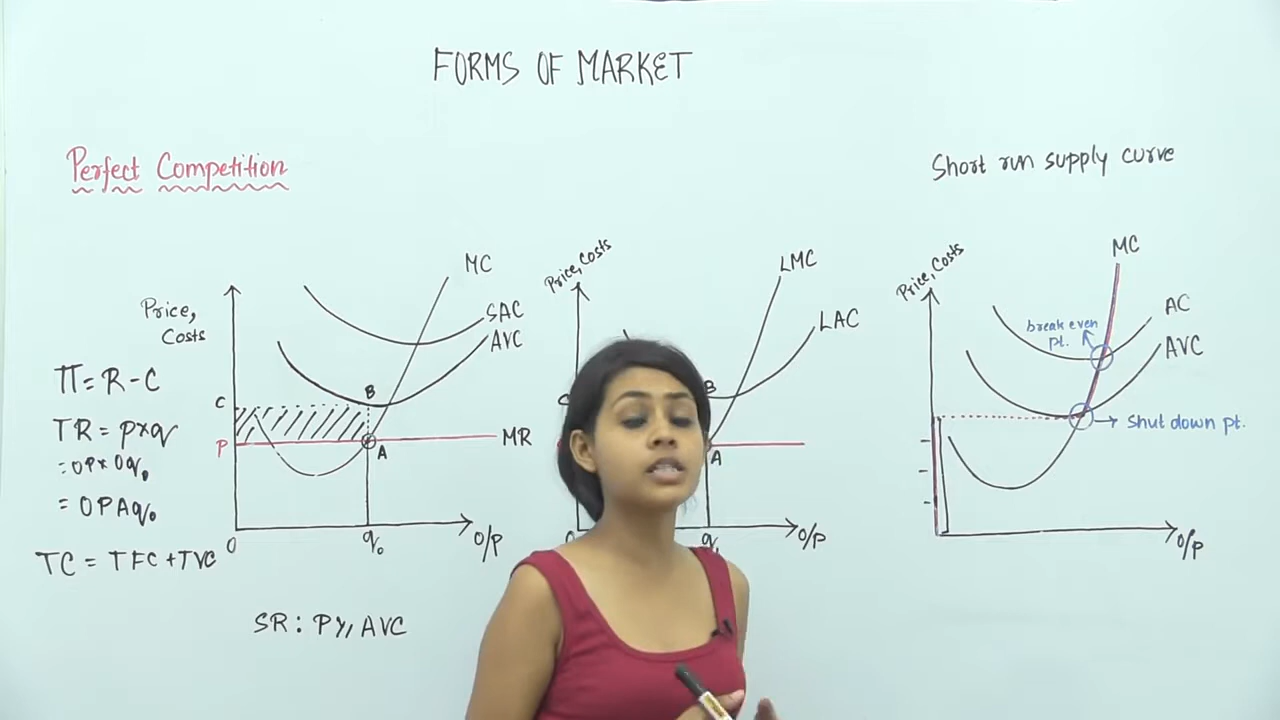 FORMS OF MARKET
Perfect Competition
Price,
Costs
MC
SAC
AVC
C
P
B
A
MR
O
q₀
O/P
π = R - C
TR = P×q
= OP × Oq₀
= OPAq₀
TC = TFC + TVC
SR : P ≥ AVC
Price, Costs
LMC
LAC
B
A
O/P
Short run supply curve
Price, Costs
MC
AC
AVC
break even
pt.
→ Shut down pt.
O/P